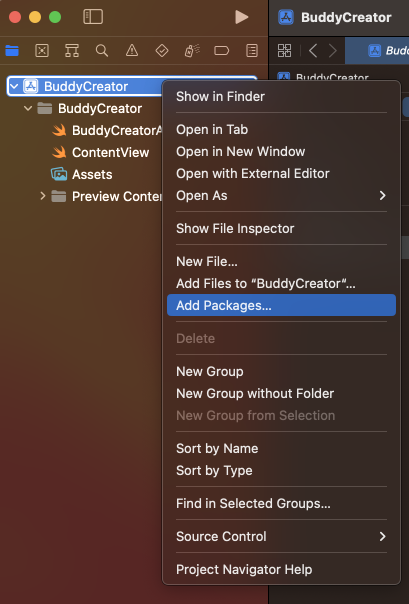 BuddyCreator
Budd
BuddyCreator
BuddyCreator
BuddyCreator
BuddyCreatorA
ContentView
Assets
Preview Conten
Show in Finder
Open in Tab
Open in New Window
Open with External Editor
Open As
Show File Inspector
New File...
Add Files to “BuddyCreator”...
Add Packages...
Delete
New Group
New Group without Folder
New Group from Selection
Sort by Name
Sort by Type
Find in Selected Groups...
Source Control
Project Navigator Help